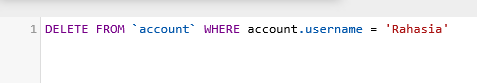 1 DELETE FROM `account` WHERE account.username = 'Rahasia'